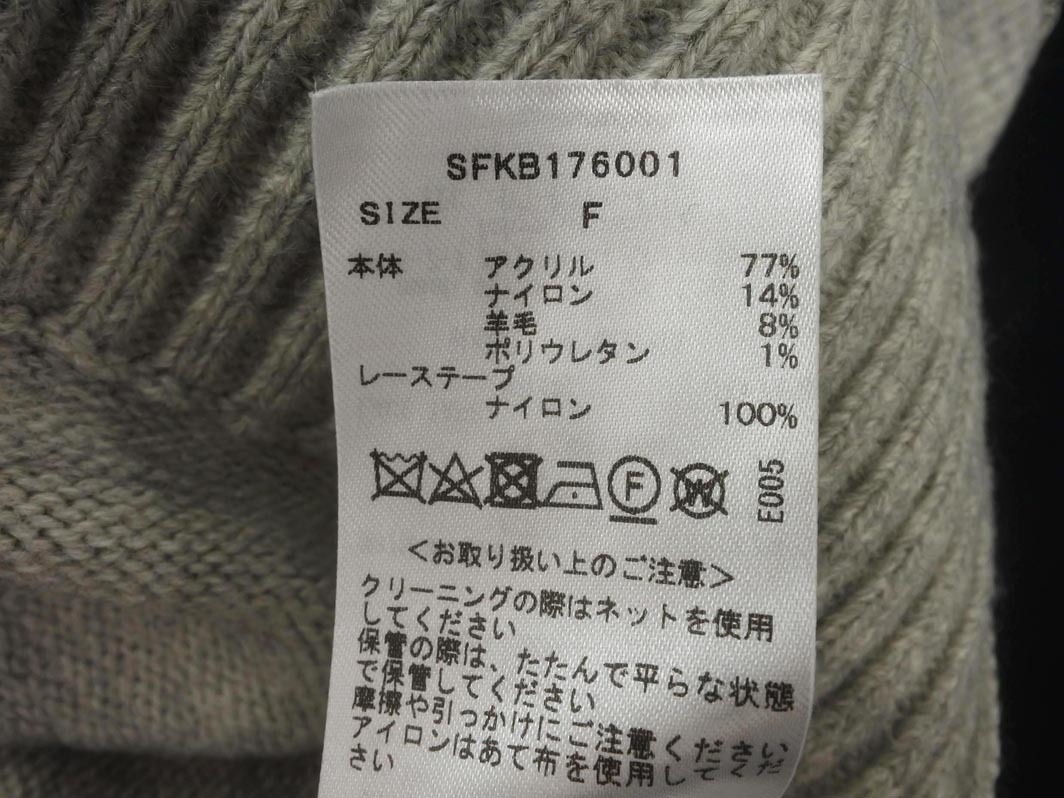 SFKB176001
SIZE F
本体 アクリル 77%
ナイロン 14%
羊毛 8%
ポリウレタン 1%
レーステープ
ナイロン 100%
F W E005
＜お取り扱い上のご注意＞
クリーニングの際はネットを使用
してください
保管の際は、たたんで平らな状態
で保管してください
摩擦や引っかけにご注意ください
アイロンはあて布を使用してくだ
さい